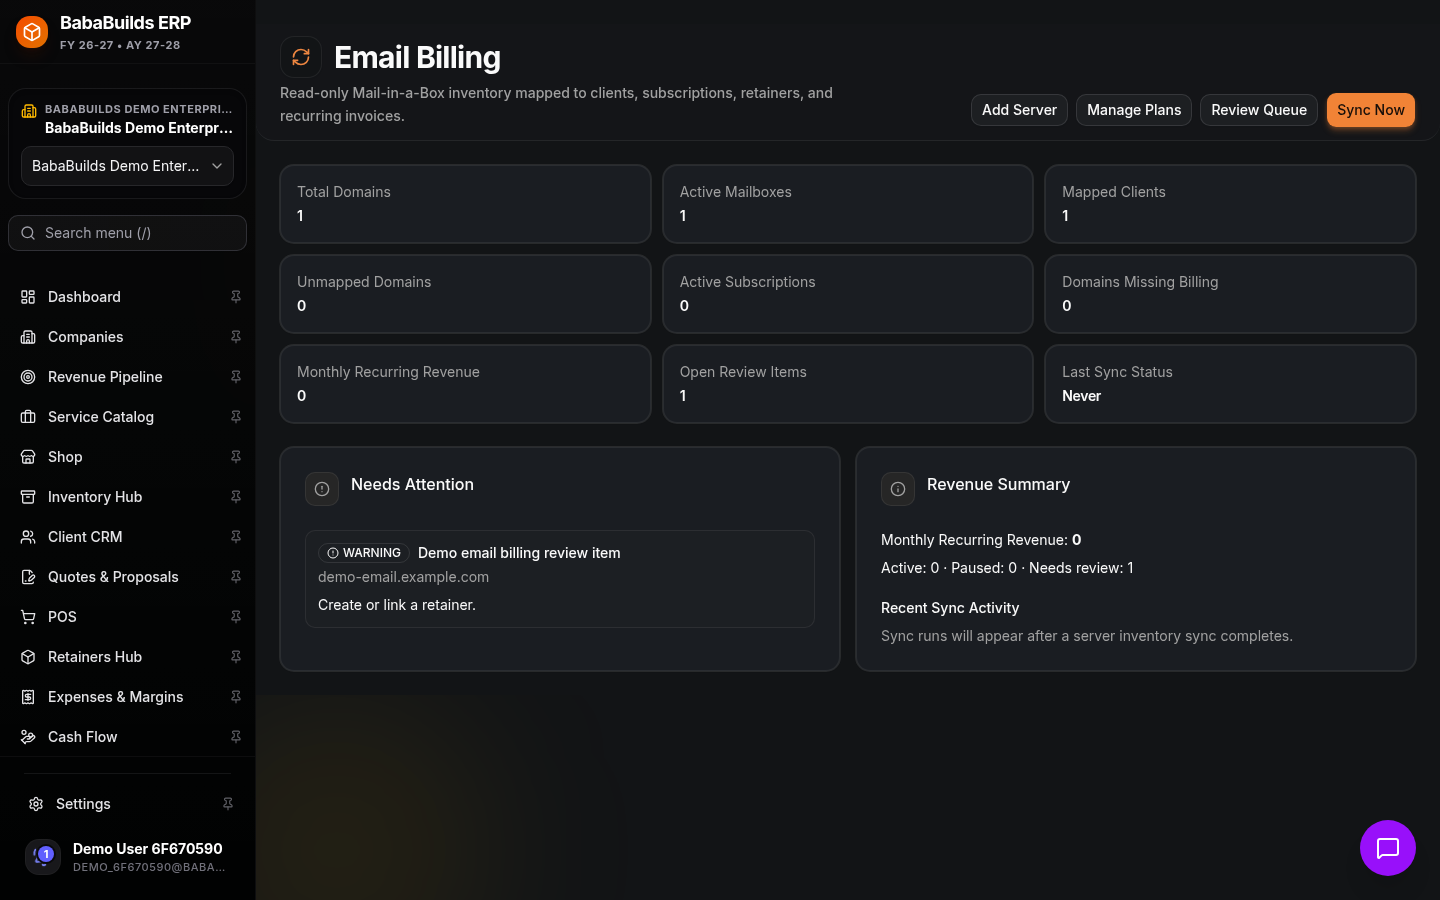 BabaBuilds ERP
FY 26-27 • AY 27-28
BABABUILDS DEMO ENTERPRI...
BabaBuilds Demo Enterpr...
BabaBuilds Demo Enter...
Search menu (/)
Dashboard
Companies
Revenue Pipeline
Service Catalog
Shop
Inventory Hub
Client CRM
Quotes & Proposals
POS
Retainers Hub
Expenses & Margins
Cash Flow
Settings
1
Demo User 6F670590
DEMO_6F670590@BABA...
Email Billing
Read-only Mail-in-a-Box inventory mapped to clients, subscriptions, retainers, and
recurring invoices.
Add Server
Manage Plans
Review Queue
Sync Now
Total Domains
1
Active Mailboxes
1
Mapped Clients
1
Unmapped Domains
0
Active Subscriptions
0
Domains Missing Billing
0
Monthly Recurring Revenue
0
Open Review Items
1
Last Sync Status
Never
Needs Attention
WARNING Demo email billing review item
demo-email.example.com
Create or link a retainer.
Revenue Summary
Monthly Recurring Revenue: 0
Active: 0 · Paused: 0 · Needs review: 1
Recent Sync Activity
Sync runs will appear after a server inventory sync completes.